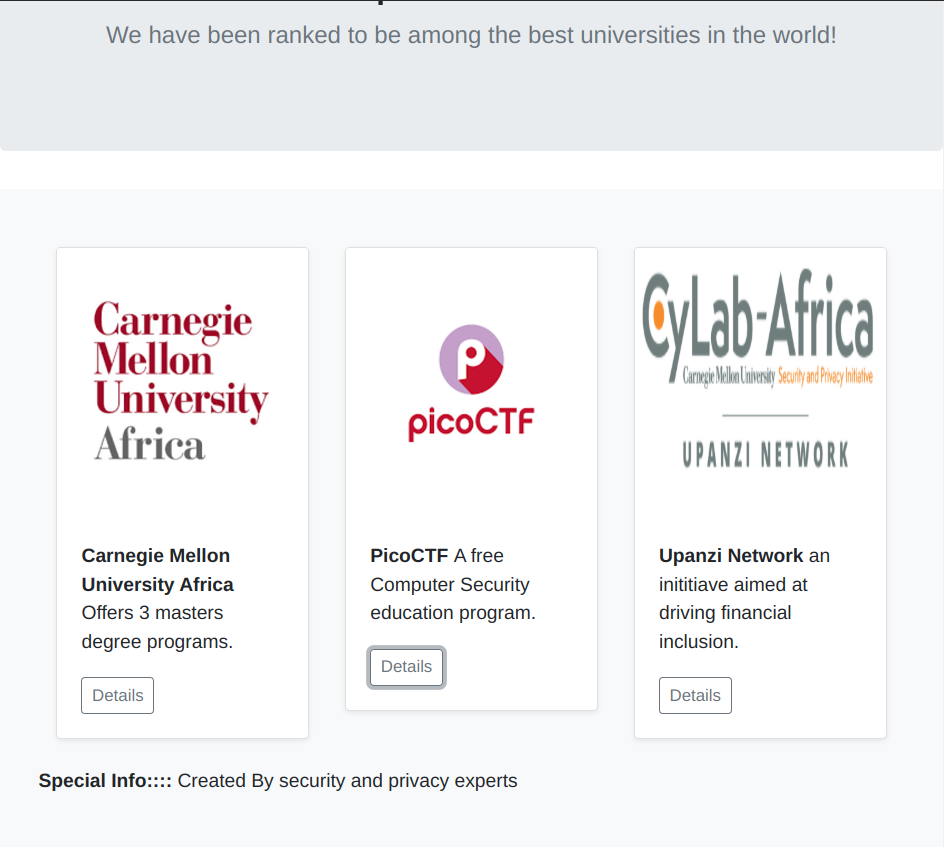 We have been ranked to be among the best universities in the world!
Carnegie
Mellon
University
Africa
Carnegie Mellon
University Africa
Offers 3 masters
degree programs.
Details
P
picoCTF
PicoCTF A free
Computer Security
education program.
Details
CyLab-Africa
Carnegie Mellon University Security and Privacy Initiative
UPANZI NETWORK
Upanzi Network an
inititiave aimed at
driving financial
inclusion.
Details
Special Info:::: Created By security and privacy experts